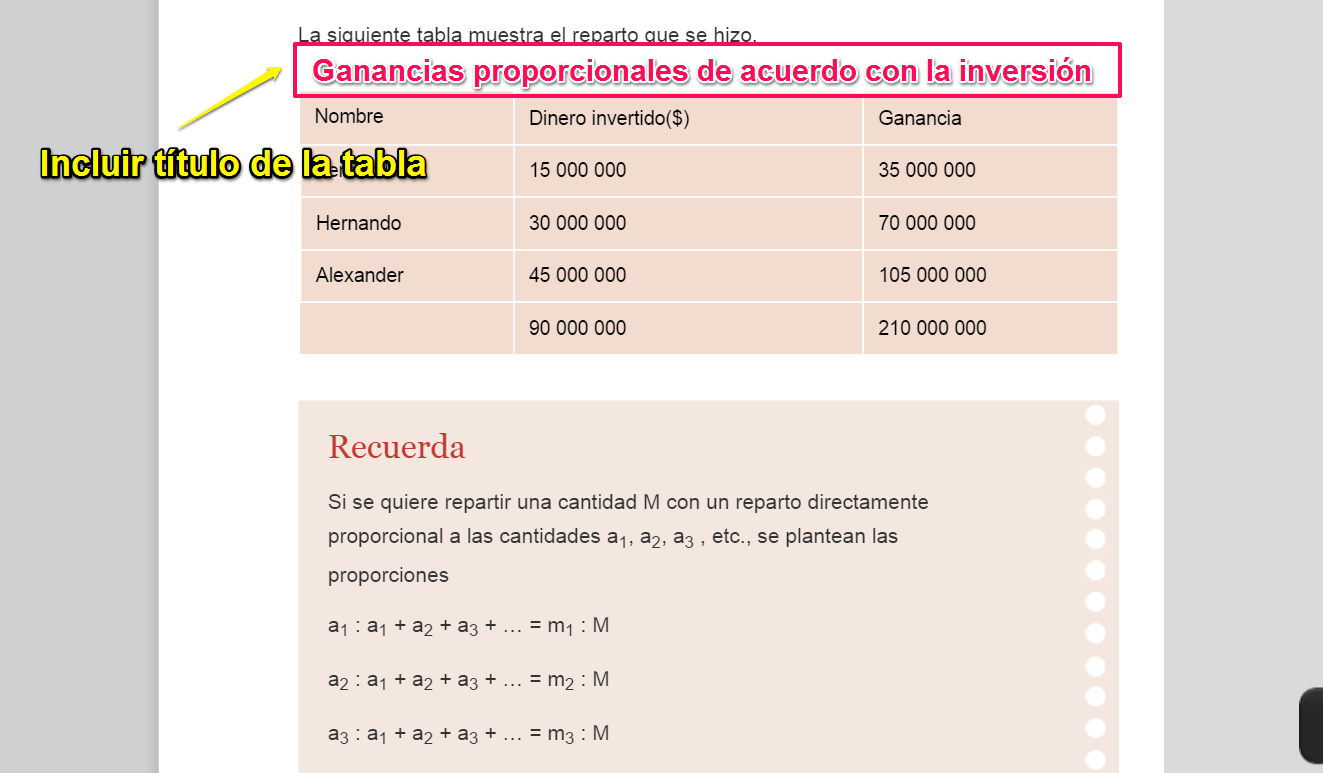 La siguiente tabla muestra el reparto que se hizo.
Ganancias proporcionales de acuerdo con la inversión
Incluir título de la tabla
Nombre Dinero invertido($) Ganancia
15 000 000 35 000 000
Hernando 30 000 000 70 000 000
Alexander 45 000 000 105 000 000
90 000 000 210 000 000
Recuerda
Si se quiere repartir una cantidad M con un reparto directamente
proporcional a las cantidades a₁, a₂, a₃ , etc., se plantean las
proporciones
a₁ : a₁ + a₂ + a₃ + … = m₁ : M
a₂ : a₁ + a₂ + a₃ + … = m₂ : M
a₃ : a₁ + a₂ + a₃ + … = m₃ : M